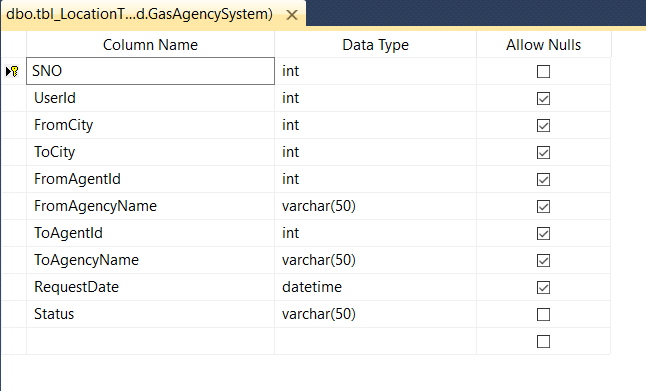 dbo.tbl_LocationT...d.GasAgencySystem)
Column Name Data Type Allow Nulls
SNO int
UserId int
FromCity int
ToCity int
FromAgentId int
FromAgencyName varchar(50)
ToAgentId int
ToAgencyName varchar(50)
RequestDate datetime
Status varchar(50)